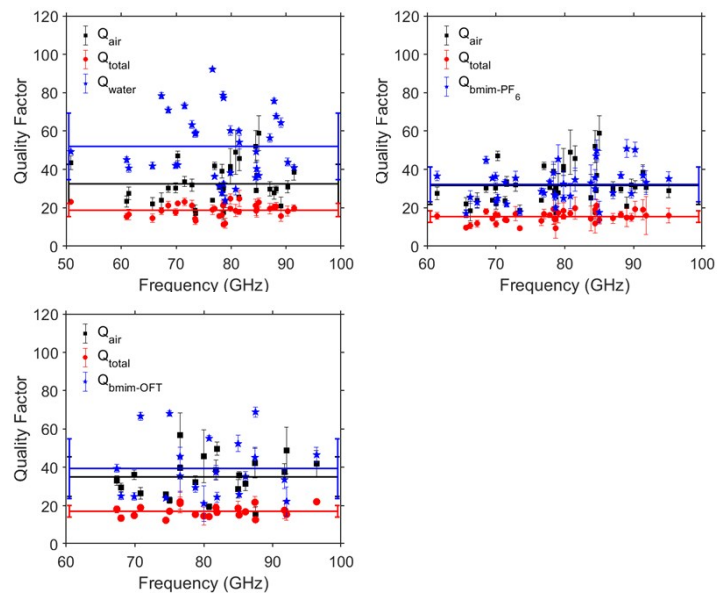 120
100
80
60
40
20
0
Quality Factor
Q_air
Q_total
Q_water
50 60 70 80 90 100
Frequency (GHz)
120
100
80
60
40
20
0
Quality Factor
Q_air
Q_total
Q_bmim-PF_6
60 70 80 90 100
Frequency (GHz)
120
100
80
60
40
20
0
Quality Factor
Q_air
Q_total
Q_bmim-OFT
60 70 80 90 100
Frequency (GHz)